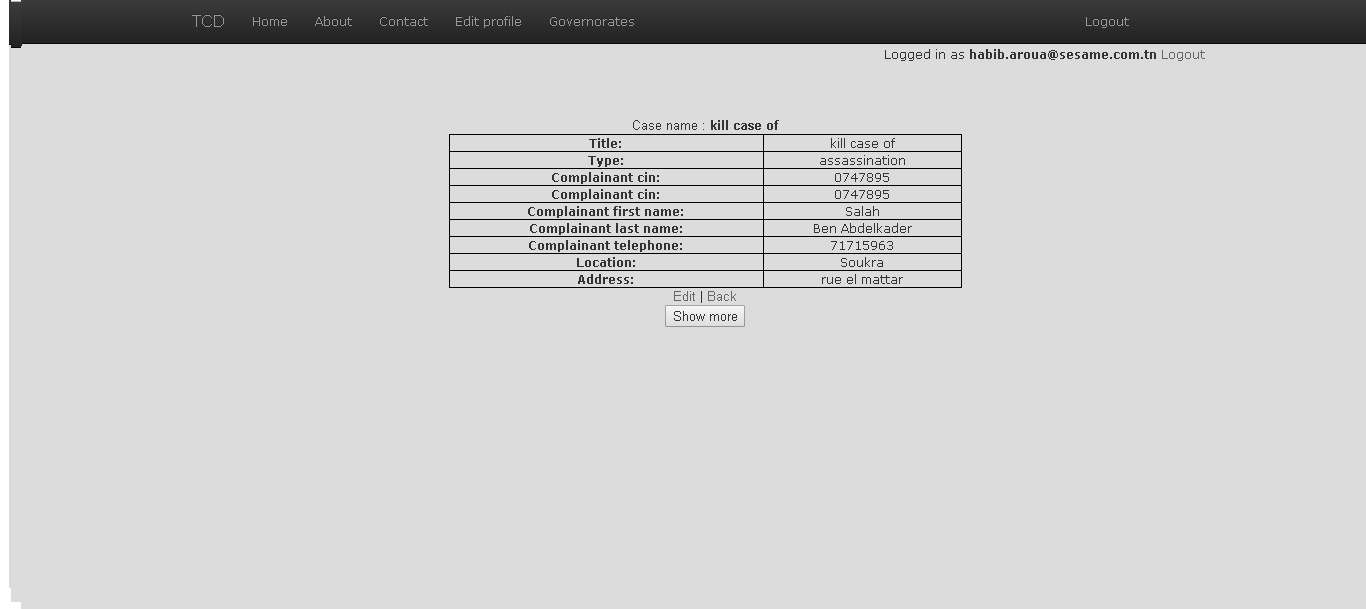 TCD Home About Contact Edit profile Governorates Logout
Logged in as habib.aroua@sesame.com.tn Logout
Case name : kill case of
Title: kill case of
Type: assassination
Complainant cin: 0747895
Complainant cin: 0747895
Complainant first name: Salah
Complainant last name: Ben Abdelkader
Complainant telephone: 71715963
Location: Soukra
Address: rue el mattar
Edit | Back
Show more